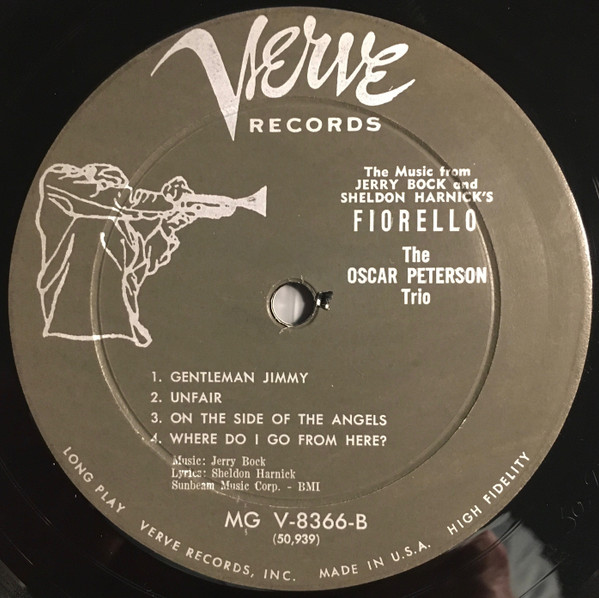 Verve
RECORDS
The Music from
JERRY BOCK and
SHELDON HARNICK'S
FIORELLO
The
OSCAR PETERSON
Trio
1. GENTLEMAN JIMMY
2. UNFAIR
3. ON THE SIDE OF THE ANGELS
4. WHERE DO I GO FROM HERE?
Music: Jerry Bock
Lyrics: Sheldon Harnick
Sunbeam Music Corp. - BMI
MG V-8366-B
(50,939)
LONG PLAY VERVE RECORDS, INC. MADE IN U.S.A. HIGH FIDELITY